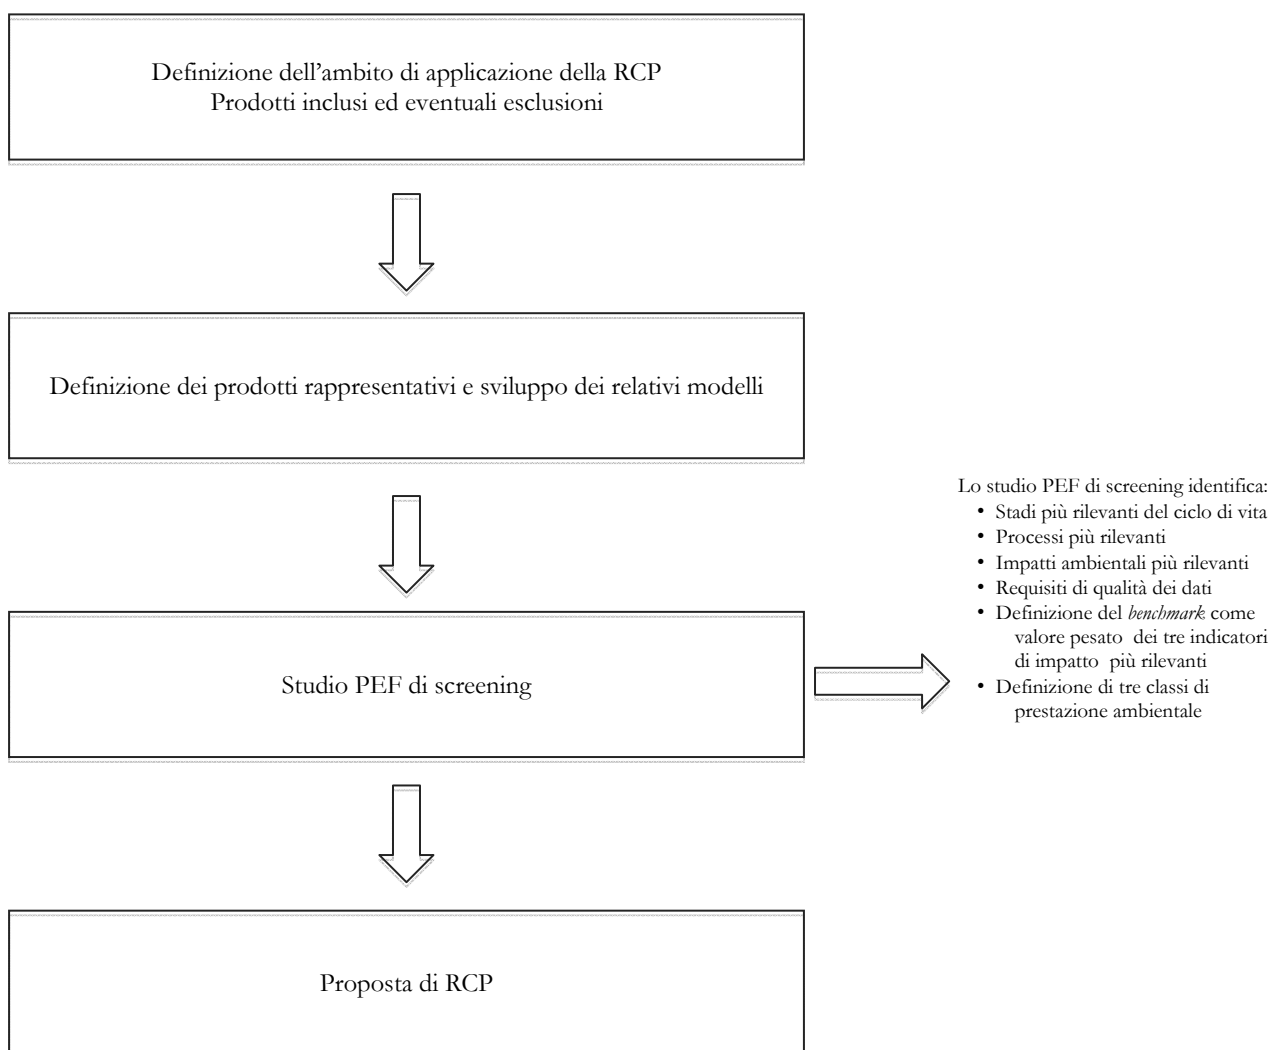 Definizione dell’ambito di applicazione della RCP
Prodotti inclusi ed eventuali esclusioni
Definizione dei prodotti rappresentativi e sviluppo dei relativi modelli
Studio PEF di screening
Lo studio PEF di screening identifica:
• Stadi più rilevanti del ciclo di vita
• Processi più rilevanti
• Impatti ambientali più rilevanti
• Requisiti di qualità dei dati
• Definizione del benchmark come
valore pesato dei tre indicatori
di impatto più rilevanti
• Definizione di tre classi di
prestazione ambientale
Proposta di RCP